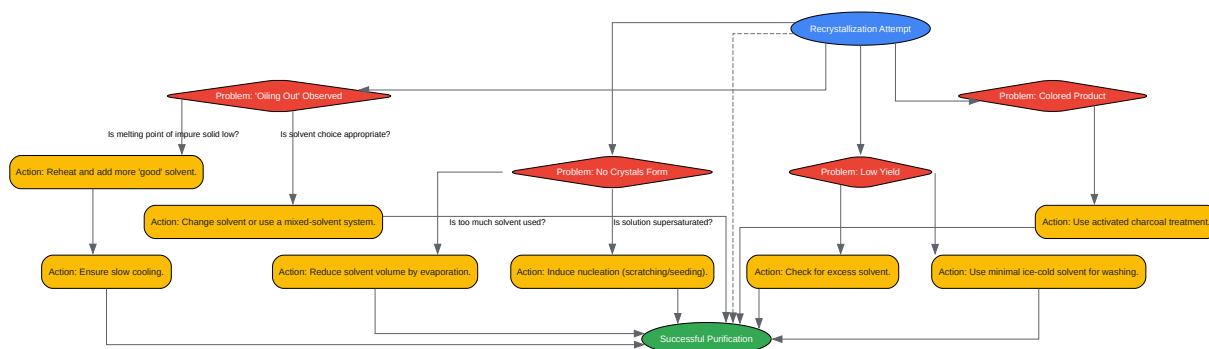 Recrystallization Attempt
Problem: 'Oiling Out' Observed
Problem: Colored Product
Is melting point of impure solid low?
Is solvent choice appropriate?
Action: Reheat and add more 'good' solvent.
Problem: No Crystals Form
Problem: Low Yield
Action: Change solvent or use a mixed-solvent system.
Is too much solvent used?
Is solution supersaturated?
Action: Use activated charcoal treatment.
Action: Ensure slow cooling.
Action: Reduce solvent volume by evaporation.
Action: Induce nucleation (scratching/seeding).
Action: Check for excess solvent.
Action: Use minimal ice-cold solvent for washing.
Successful Purification